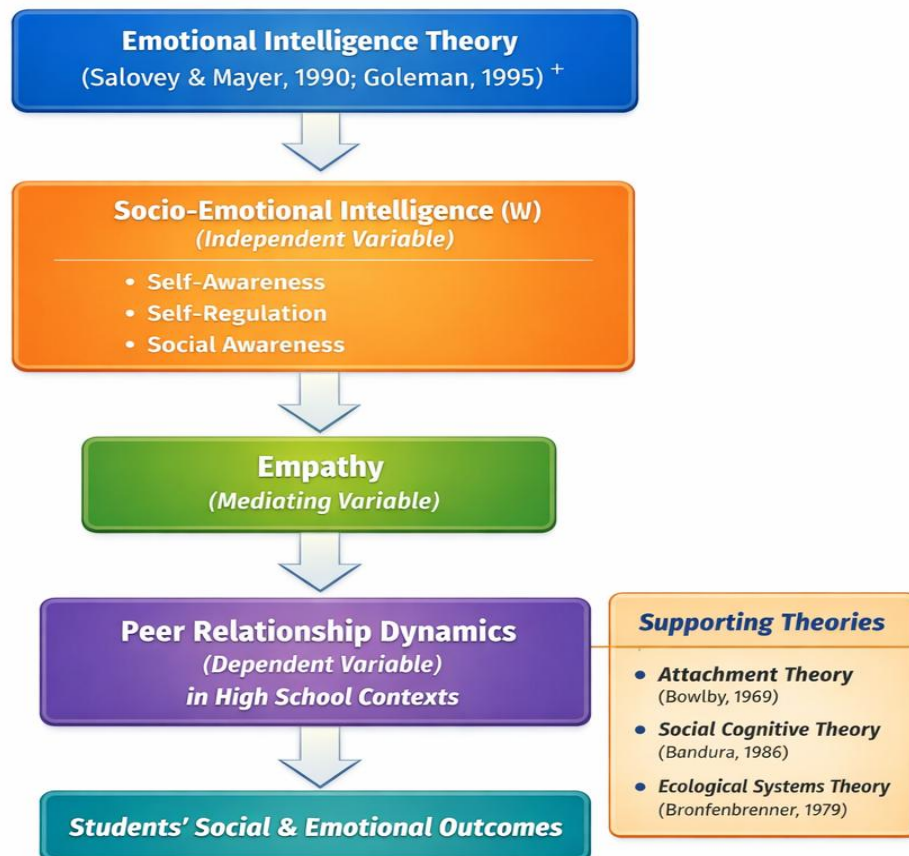 Emotional Intelligence Theory
(Salovey & Mayer, 1990; Goleman, 1995) +
Socio-Emotional Intelligence (W)
(Independent Variable)
• Self-Awareness
• Self-Regulation
• Social Awareness
Empathy
(Mediating Variable)
Peer Relationship Dynamics
(Dependent Variable)
in High School Contexts
Supporting Theories
• Attachment Theory
(Bowlby, 1969)
• Social Cognitive Theory
(Bandura, 1986)
• Ecological Systems Theory
(Bronfenbrenner, 1979)
Students' Social & Emotional Outcomes